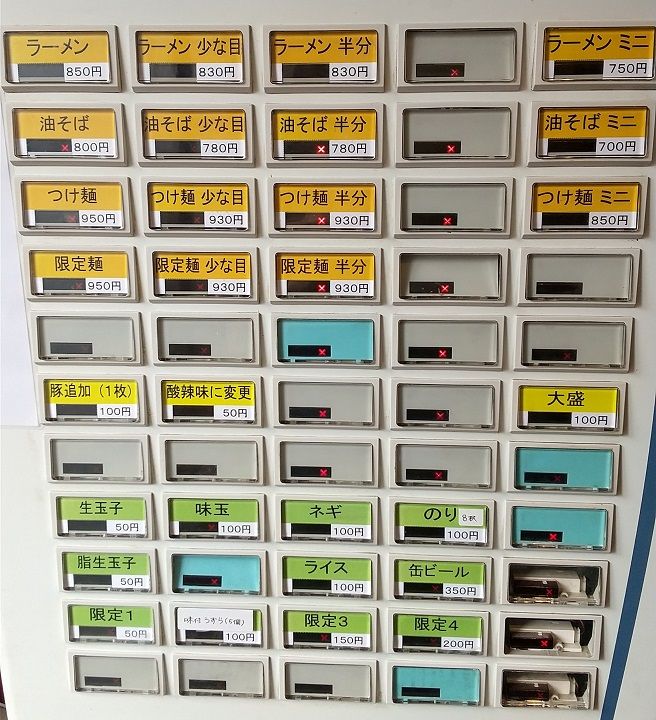 ラーメン 850円
ラーメン 少な目 830円
ラーメン 半分 830円
ラーメン ミニ 750円
油そば 800円
油そば 少な目 780円
油そば 半分 780円
油そば ミニ 700円
つけ麺 950円
つけ麺 少な目 930円
つけ麺 半分 930円
つけ麺 ミニ 850円
限定麺 950円
限定麺 少な目 930円
限定麺 半分 930円
豚追加（1枚） 100円
酸辣味に変更 50円
大盛 100円
生玉子 50円
味玉 100円
ネギ 100円
のり 8枚 100円
脂生玉子 50円
ライス 100円
缶ビール 350円
限定1 50円
味付うずら(5個) 100円
限定3 150円
限定4 200円